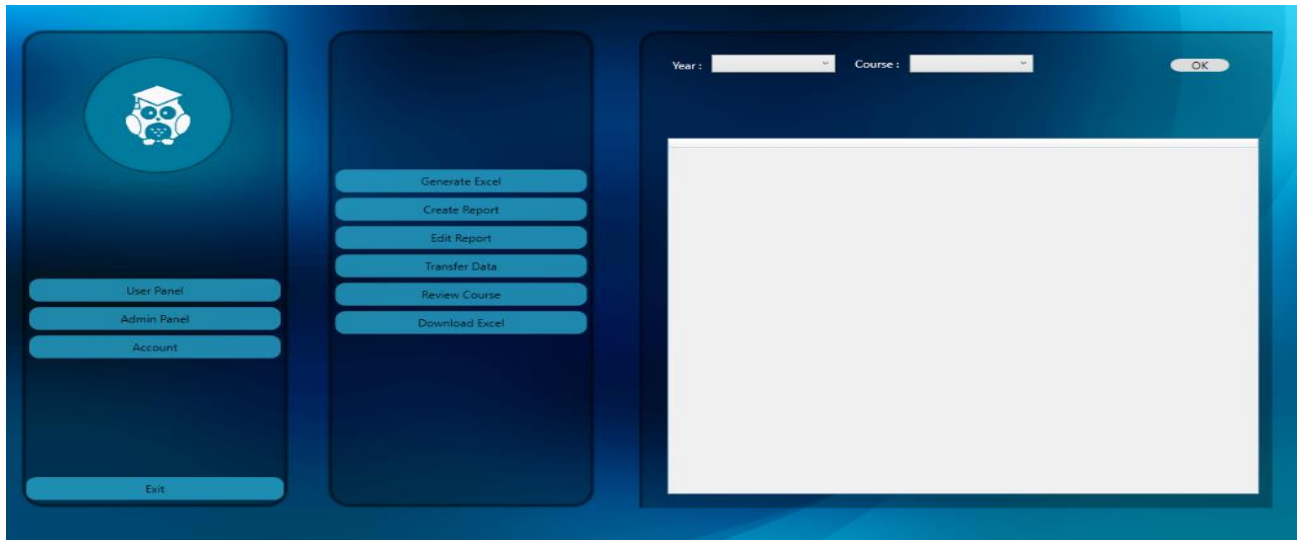 User Panel
Admin Panel
Account
Exit
Generate Excel
Create Report
Edit Report
Transfer Data
Review Course
Download Excel
Year : Course : OK